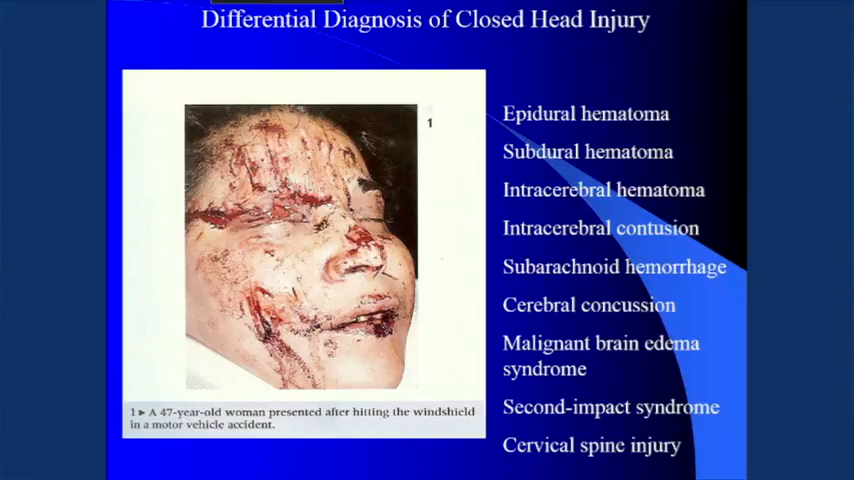 Differential Diagnosis of Closed Head Injury
1
1 ▸ A 47-year-old woman presented after hitting the windshield
in a motor vehicle accident.
Epidural hematoma
Subdural hematoma
Intracerebral hematoma
Intracerebral contusion
Subarachnoid hemorrhage
Cerebral concussion
Malignant brain edema
syndrome
Second-impact syndrome
Cervical spine injury